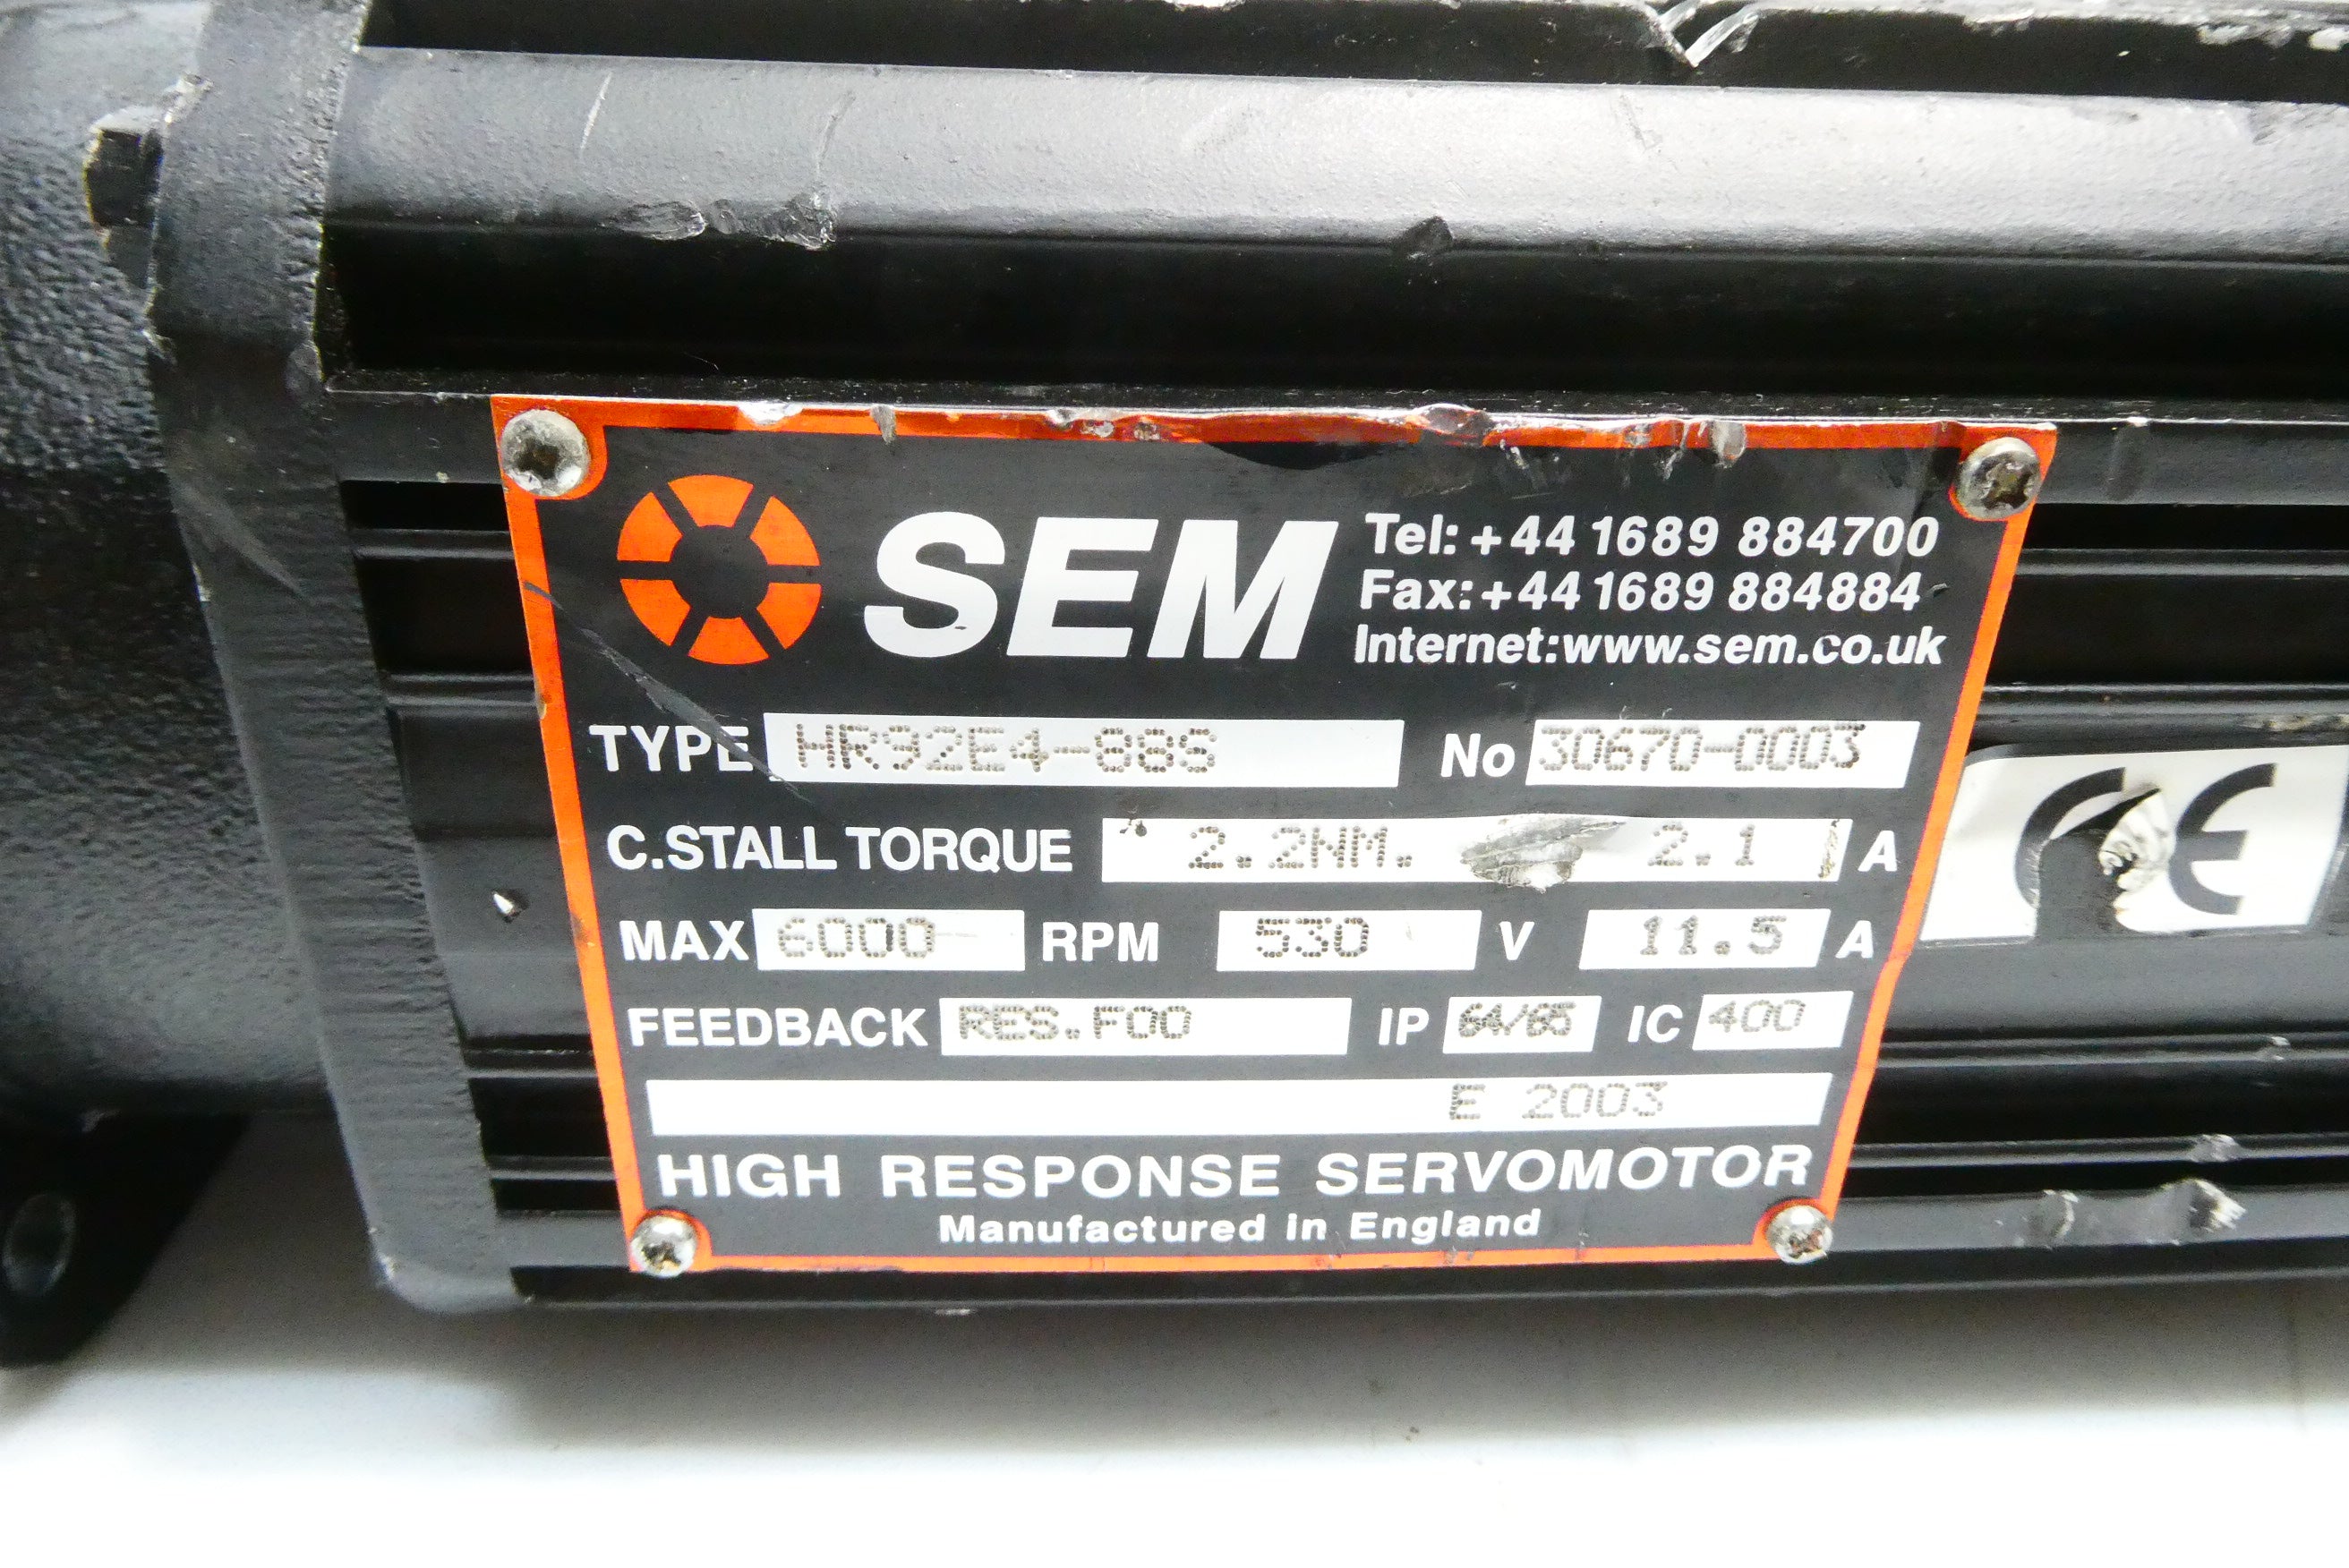 SEM
Tel: +44 1689 884700
Fax: +44 1689 884884
Internet: www.sem.co.uk
TYPE HR92E4-88S No 30670-0003
C.STALL TORQUE 2.2NM. 2.1 A
MAX 6000 RPM 530 V 11.5 A
FEEDBACK RES.F00 IP 64/65 IC 400
E 2003
HIGH RESPONSE SERVOMOTOR
Manufactured in England
CE